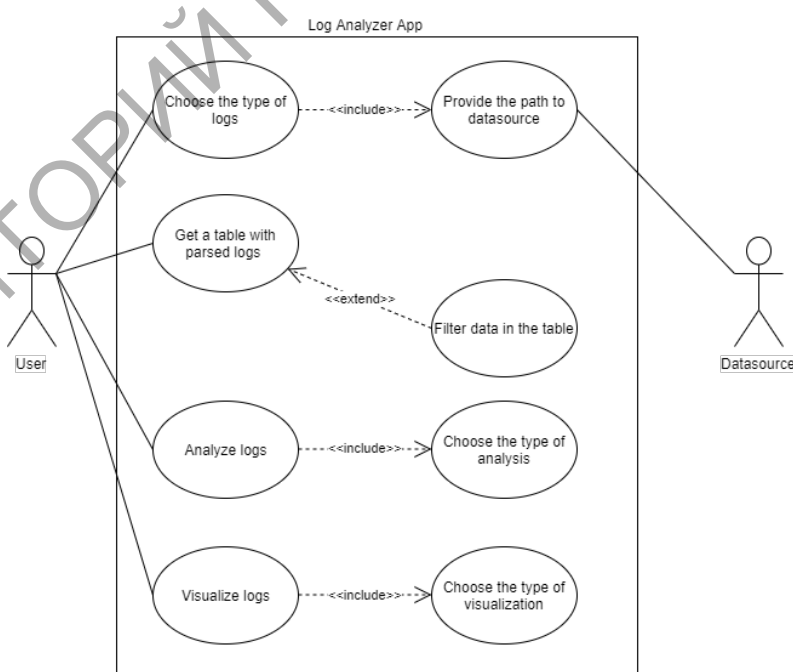 Log Analyzer App
Choose the type of
logs
<<include>>
Provide the path to
datasource
Get a table with
parsed logs
<<extend>>
Filter data in the table
User
Datasource
Analyze logs
<<include>>
Choose the type of
analysis
Visualize logs
<<include>>
Choose the type of
visualization
ТОРИЙ